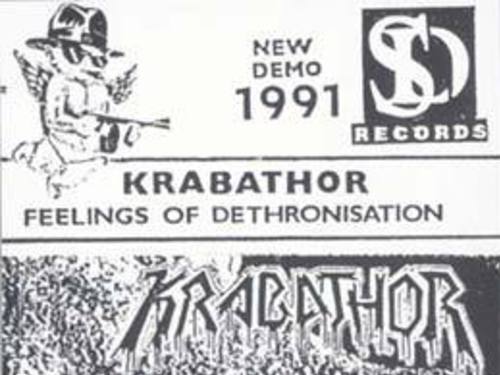 NEW
DEMO
1991
SD
RECORDS
KRABATHOR
FEELINGS OF DETHRONISATION
KRABATHOR